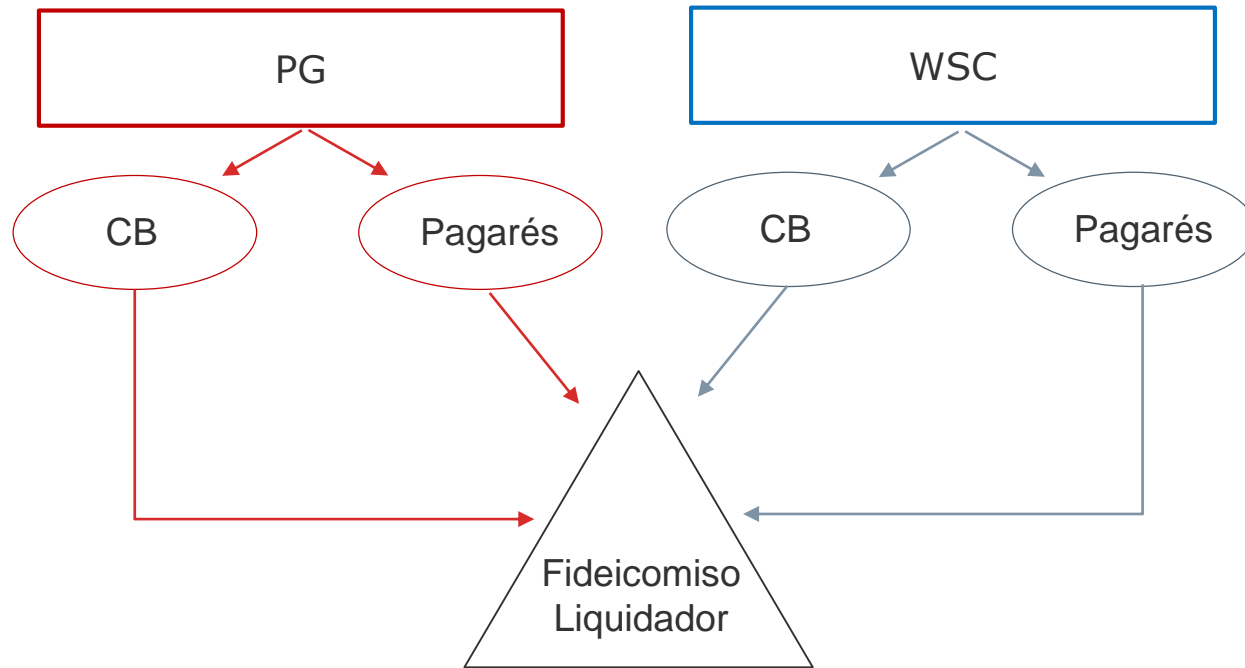 PG
WSC
CB
Pagarés
CB
Pagarés
Fideicomiso
Liquidador